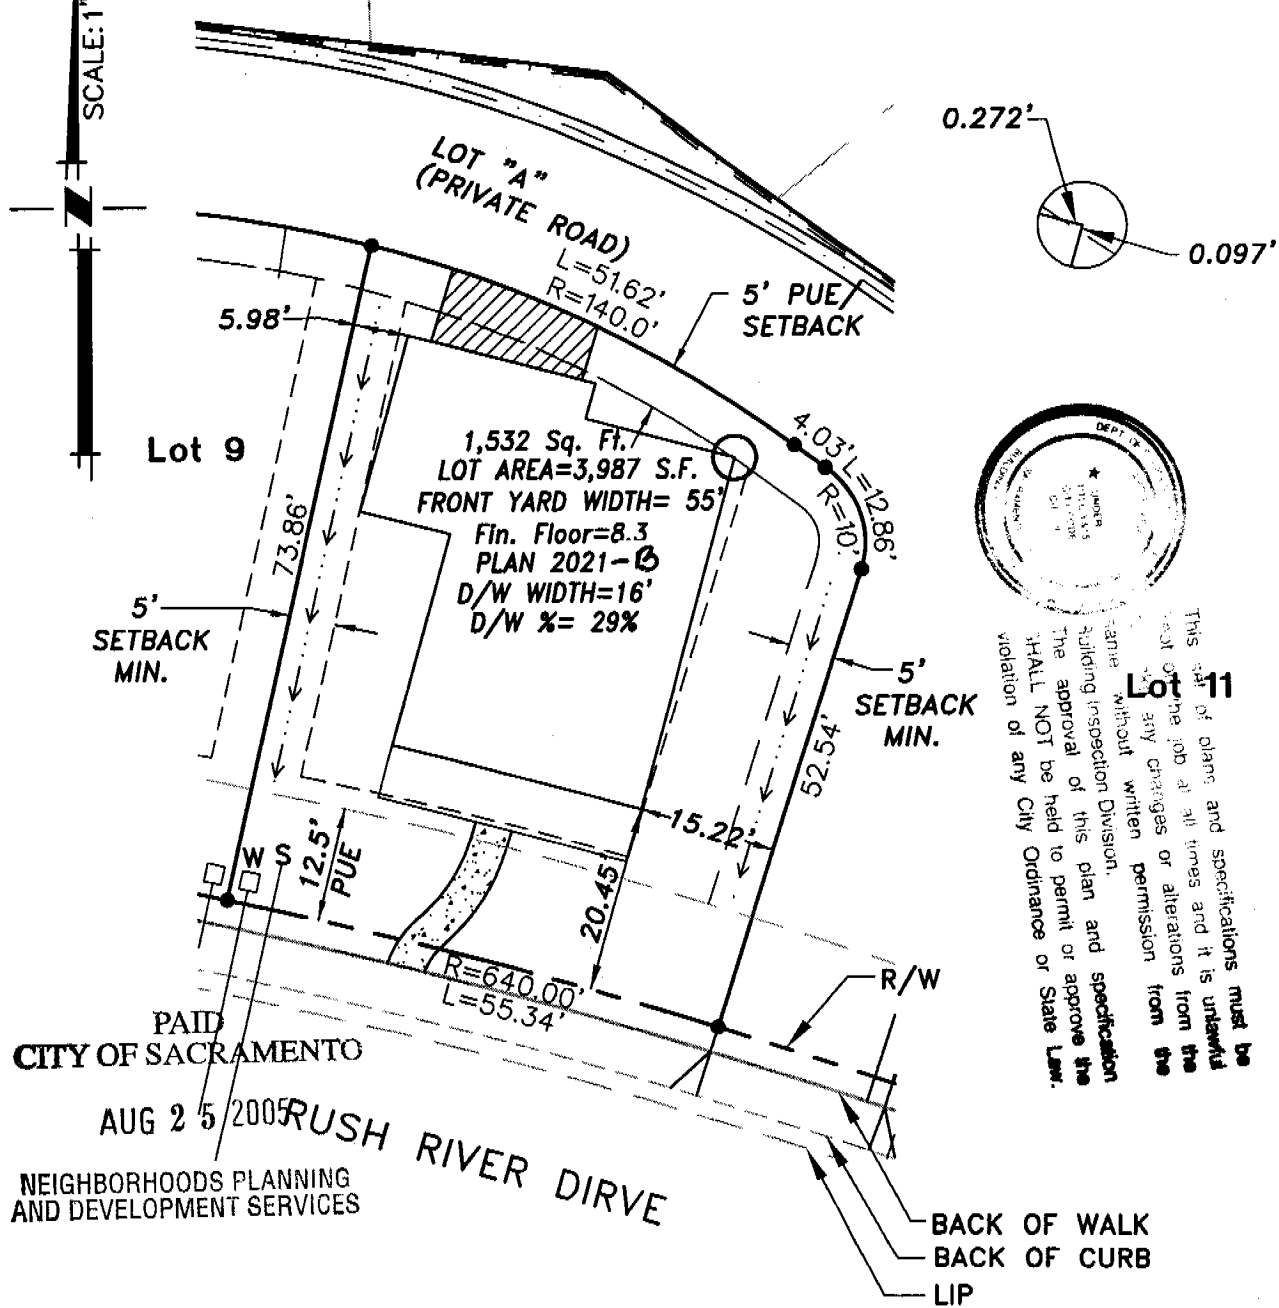 SCALE:1"
0.272'
0.097'
LOT "A"
(PRIVATE ROAD)
L=51.62'
R=140.0'
5' PUE/
SETBACK
5.98'
Lot 9
4.03'
L=12.86'
R=10'
1,532 Sq. Ft.
LOT AREA=3,987 S.F.
FRONT YARD WIDTH= 55'
Fin. Floor=8.3
PLAN 2021-B
D/W WIDTH=16'
D/W %= 29%
73.86'
5'
SETBACK
MIN.
5'
SETBACK
MIN.
52.54'
Lot 11
DEPT OF
UNDER
This set of plans and specifications must be
on the job at all times and it is unlawful
any changes or alterations from the
same without written permission from the
Building Inspection Division.
The approval of this plan and specification
SHALL NOT be held to permit or approve the
violation of any City Ordinance or State Law.
15.22'
12.5'
PUE
20.45'
W S
R=640.00'
L=55.34'
R/W
PAID
CITY OF SACRAMENTO
AUG 25 2005
NEIGHBORHOODS PLANNING
AND DEVELOPMENT SERVICES
RUSH RIVER DIRVE
BACK OF WALK
BACK OF CURB
LIP